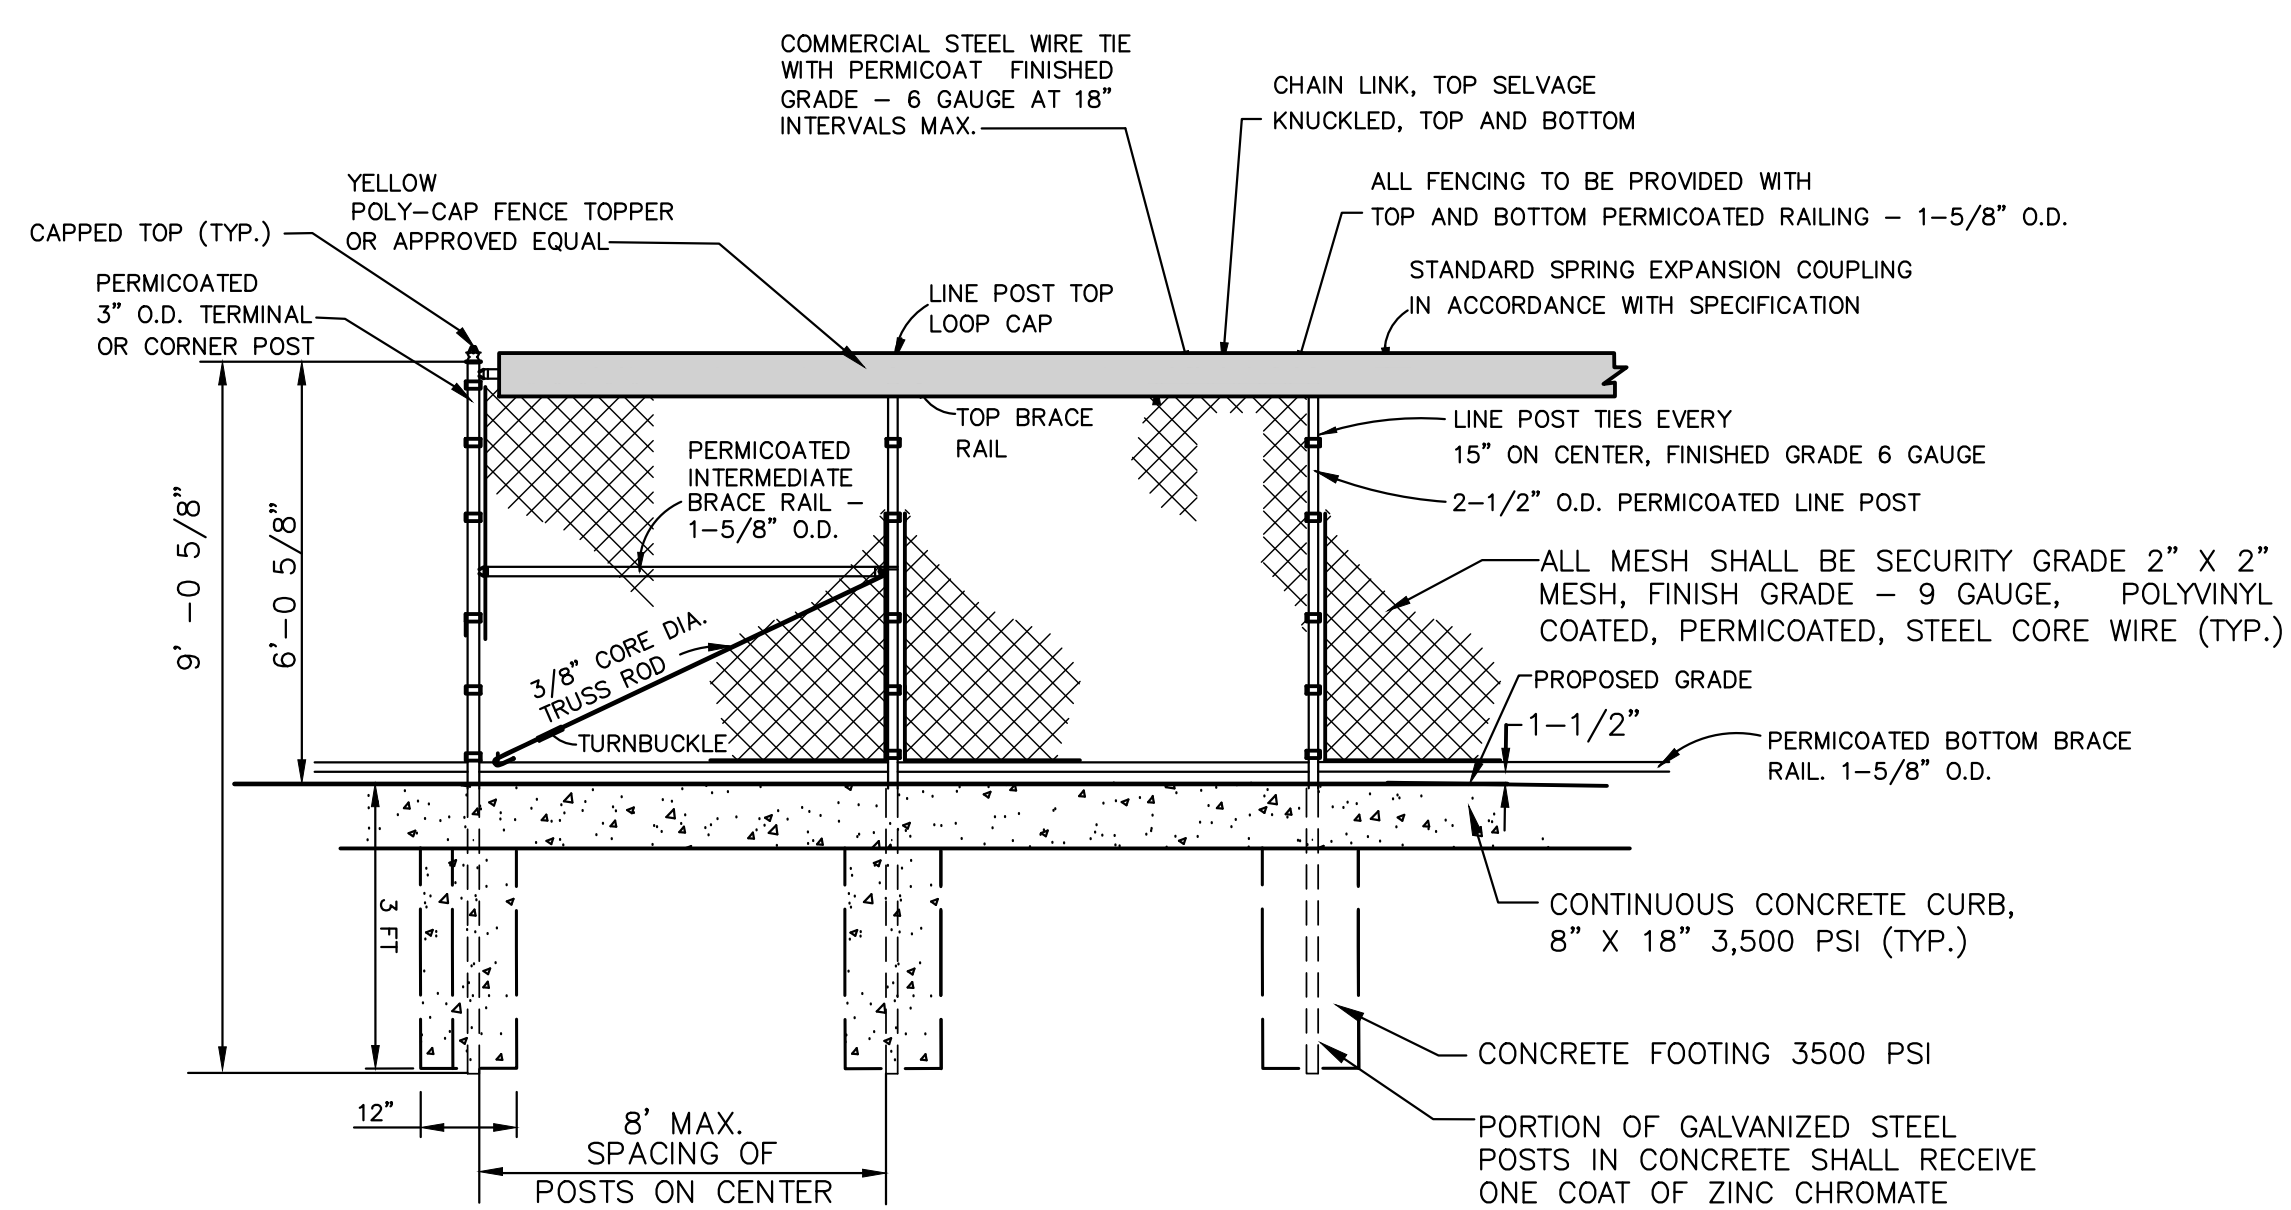 COMMERCIAL STEEL WIRE TIE
WITH PERMICOAT FINISHED
GRADE – 6 GAUGE AT 18"
INTERVALS MAX.
CHAIN LINK, TOP SELVAGE
KNUCKLED, TOP AND BOTTOM
ALL FENCING TO BE PROVIDED WITH
TOP AND BOTTOM PERMICOATED RAILING – 1–5/8" O.D.
STANDARD SPRING EXPANSION COUPLING
IN ACCORDANCE WITH SPECIFICATION
YELLOW
POLY–CAP FENCE TOPPER
OR APPROVED EQUAL
CAPPED TOP (TYP.)
PERMICOATED
3" O.D. TERMINAL
OR CORNER POST
LINE POST TOP
LOOP CAP
TOP BRACE
RAIL
LINE POST TIES EVERY
15" ON CENTER, FINISHED GRADE 6 GAUGE
2–1/2" O.D. PERMICOATED LINE POST
PERMICOATED
INTERMEDIATE
BRACE RAIL –
1–5/8" O.D.
9' –0 5/8"
6'–0 5/8"
ALL MESH SHALL BE SECURITY GRADE 2" X 2"
MESH, FINISH GRADE – 9 GAUGE, POLYVINYL
COATED, PERMICOATED, STEEL CORE WIRE (TYP.)
3/8" CORE DIA.
TRUSS ROD
TURNBUCKLE
PROPOSED GRADE
1–1/2"
PERMICOATED BOTTOM BRACE
RAIL. 1–5/8" O.D.
3 FT
CONTINUOUS CONCRETE CURB,
8" X 18" 3,500 PSI (TYP.)
CONCRETE FOOTING 3500 PSI
12"
8' MAX.
SPACING OF
POSTS ON CENTER
PORTION OF GALVANIZED STEEL
POSTS IN CONCRETE SHALL RECEIVE
ONE COAT OF ZINC CHROMATE